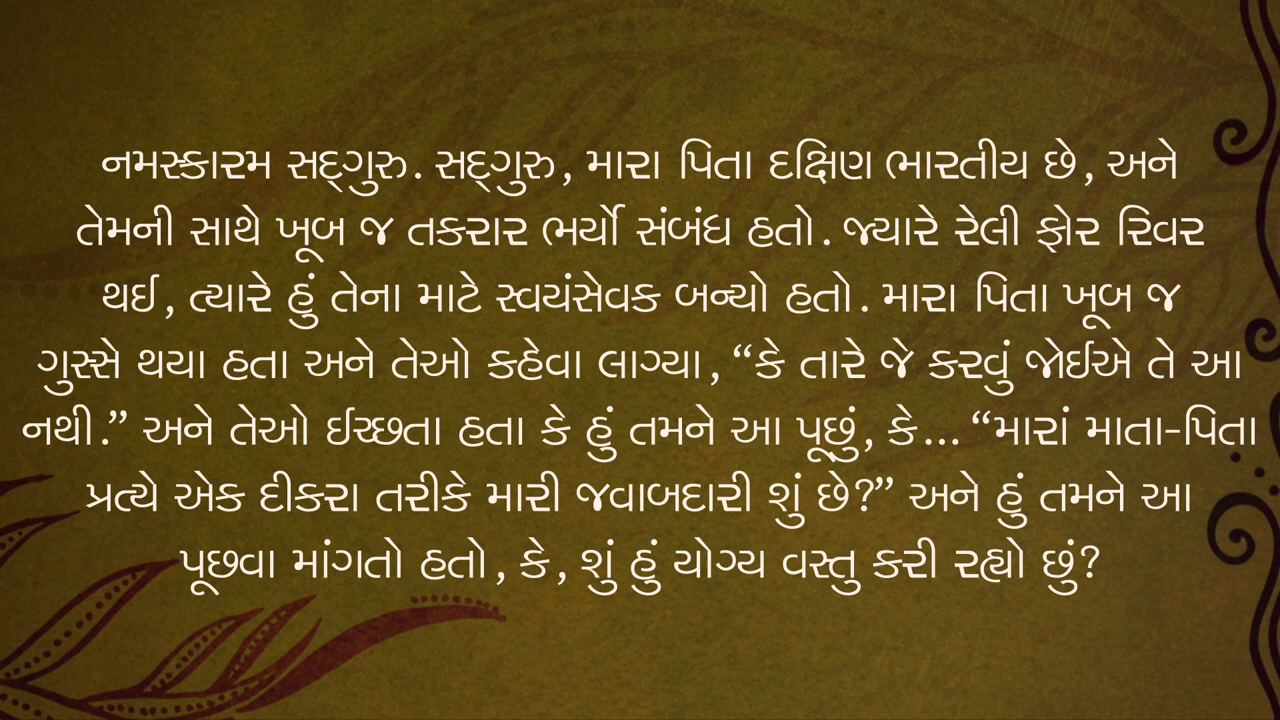 નમસ્કારમ સદ્‌ગુરુ. સદ્‌ગુરુ, મારા પિતા દક્ષિણ ભારતીય છે, અને
તેમની સાથે ખૂબ જ તકરાર ભર્યો સંબંધ હતો. જ્યારે રેલી ફોર રિવર
થઈ, ત્યારે હું તેના માટે સ્વયંસેવક બન્યો હતો. મારા પિતા ખૂબ જ
ગુસ્સે થયા હતા અને તેઓ કહેવા લાગ્યા, “કે તારે જે કરવું જોઈએ તે આ
નથી.” અને તેઓ ઈચ્છતા હતા કે હું તમને આ પૂછું, કે... “મારાં માતા-પિતા
પ્રત્યે એક દીકરા તરીકે મારી જવાબદારી શું છે?” અને હું તમને આ
પૂછવા માંગતો હતો, કે, શું હું યોગ્ય વસ્તુ કરી રહ્યો છું?